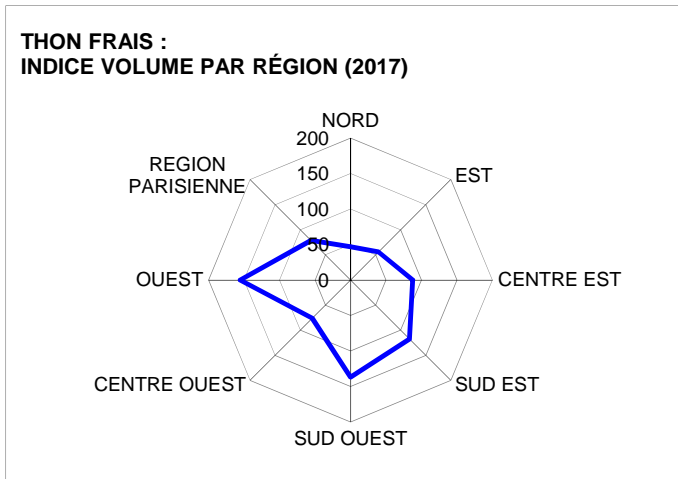 THON FRAIS :
INDICE VOLUME PAR RÉGION (2017)
NORD
200
150
100
50
0
EST
CENTRE EST
SUD EST
SUD OUEST
CENTRE OUEST
OUEST
REGION
PARISIENNE